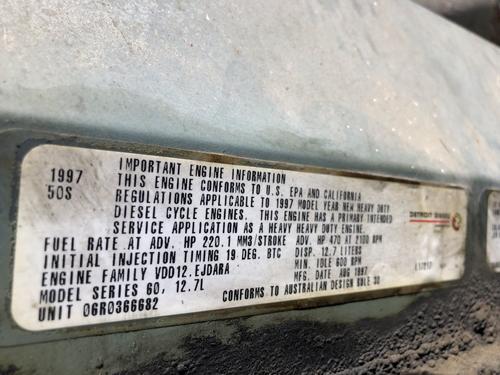 1997
50S
IMPORTANT ENGINE INFORMATION
THIS ENGINE CONFORMS TO U.S. EPA AND CALIFORNIA
REGULATIONS APPLICABLE TO 1997 MODEL YEAR NEW HEAVY DUTY
DIESEL CYCLE ENGINES. THIS ENGINE HAS A PRIMARY INTENDED
SERVICE APPLICATION AS A HEAVY HEAVY DUTY ENGINE.
DETROIT DIESEL
FUEL RATE AT ADV. HP 220.1 MM3/STROKE ADV. HP 470 AT 2100 RPM
INITIAL INJECTION TIMING 19 DEG. BTC DISP. 12.7 LITERS
ENGINE FAMILY VDD12.EJDARA MIN. IDLE 600 RPM
MODEL SERIES 60, 12.7L MFG. DATE AUG 1997
UNIT 06R0366682 CONFORMS TO AUSTRALIAN DESIGN RULE 30